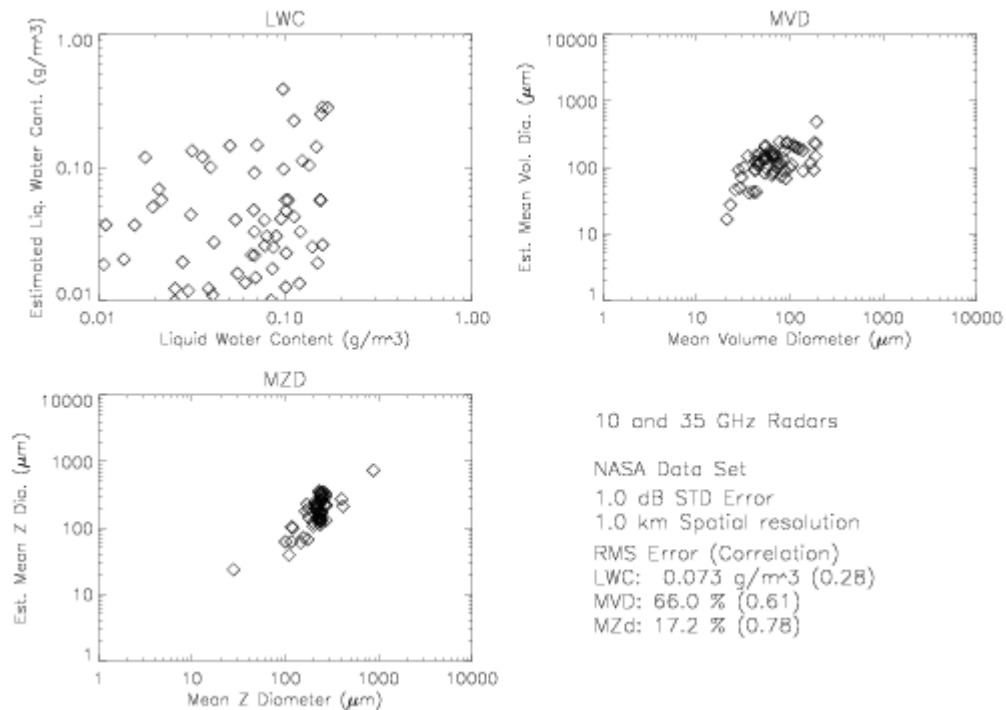 LWC
1.00
0.10
0.01
Estimated Liq. Water Cont. (g/m^3)
0.01 0.10 1.00
Liquid Water Content (g/m^3)
MVD
10000
1000
100
10
1
Est. Mean Vol. Dia. (μm)
1 10 100 1000 10000
Mean Volume Diameter (μm)
MZD
10000
1000
100
10
1
Est. Mean Z Dia. (μm)
1 10 100 1000 10000
Mean Z Diameter (μm)
10 and 35 GHz Radars
NASA Data Set
1.0 dB STD Error
1.0 km Spatial resolution
RMS Error (Correlation)
LWC: 0.073 g/m^3 (0.28)
MVD: 66.0 % (0.61)
MZd: 17.2 % (0.78)